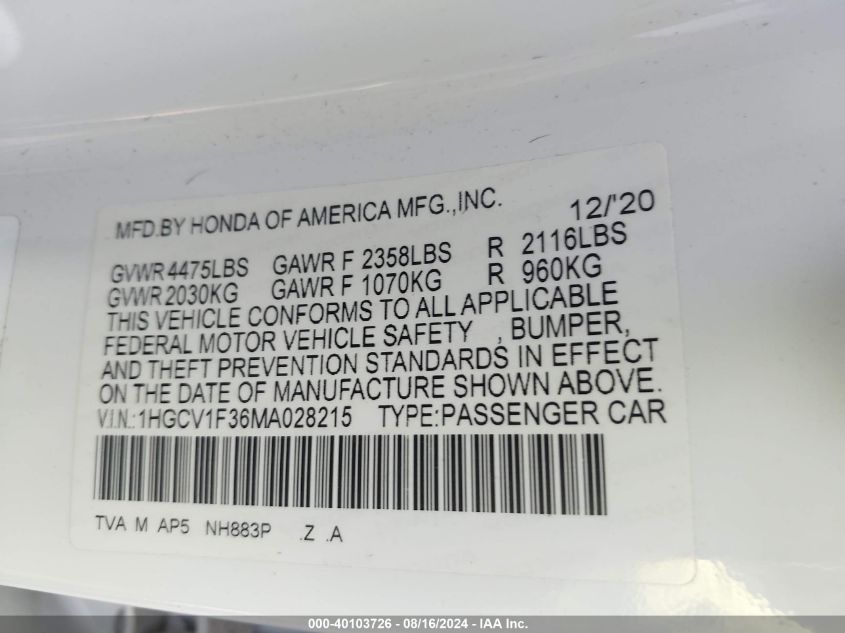 MFD.BY HONDA OF AMERICA MFG.,INC. 12/'20
GVWR 4475LBS GAWR F 2358LBS R 2116LBS
GVWR 2030KG GAWR F 1070KG R 960KG
THIS VEHICLE CONFORMS TO ALL APPLICABLE
FEDERAL MOTOR VEHICLE SAFETY , BUMPER,
AND THEFT PREVENTION STANDARDS IN EFFECT
ON THE DATE OF MANUFACTURE SHOWN ABOVE.
V.I.N.:1HGCV1F36MA028215 TYPE:PASSENGER CAR
TVA M AP5 NH883P .Z .A
000-40103726 - 08/16/2024 - IAA Inc.